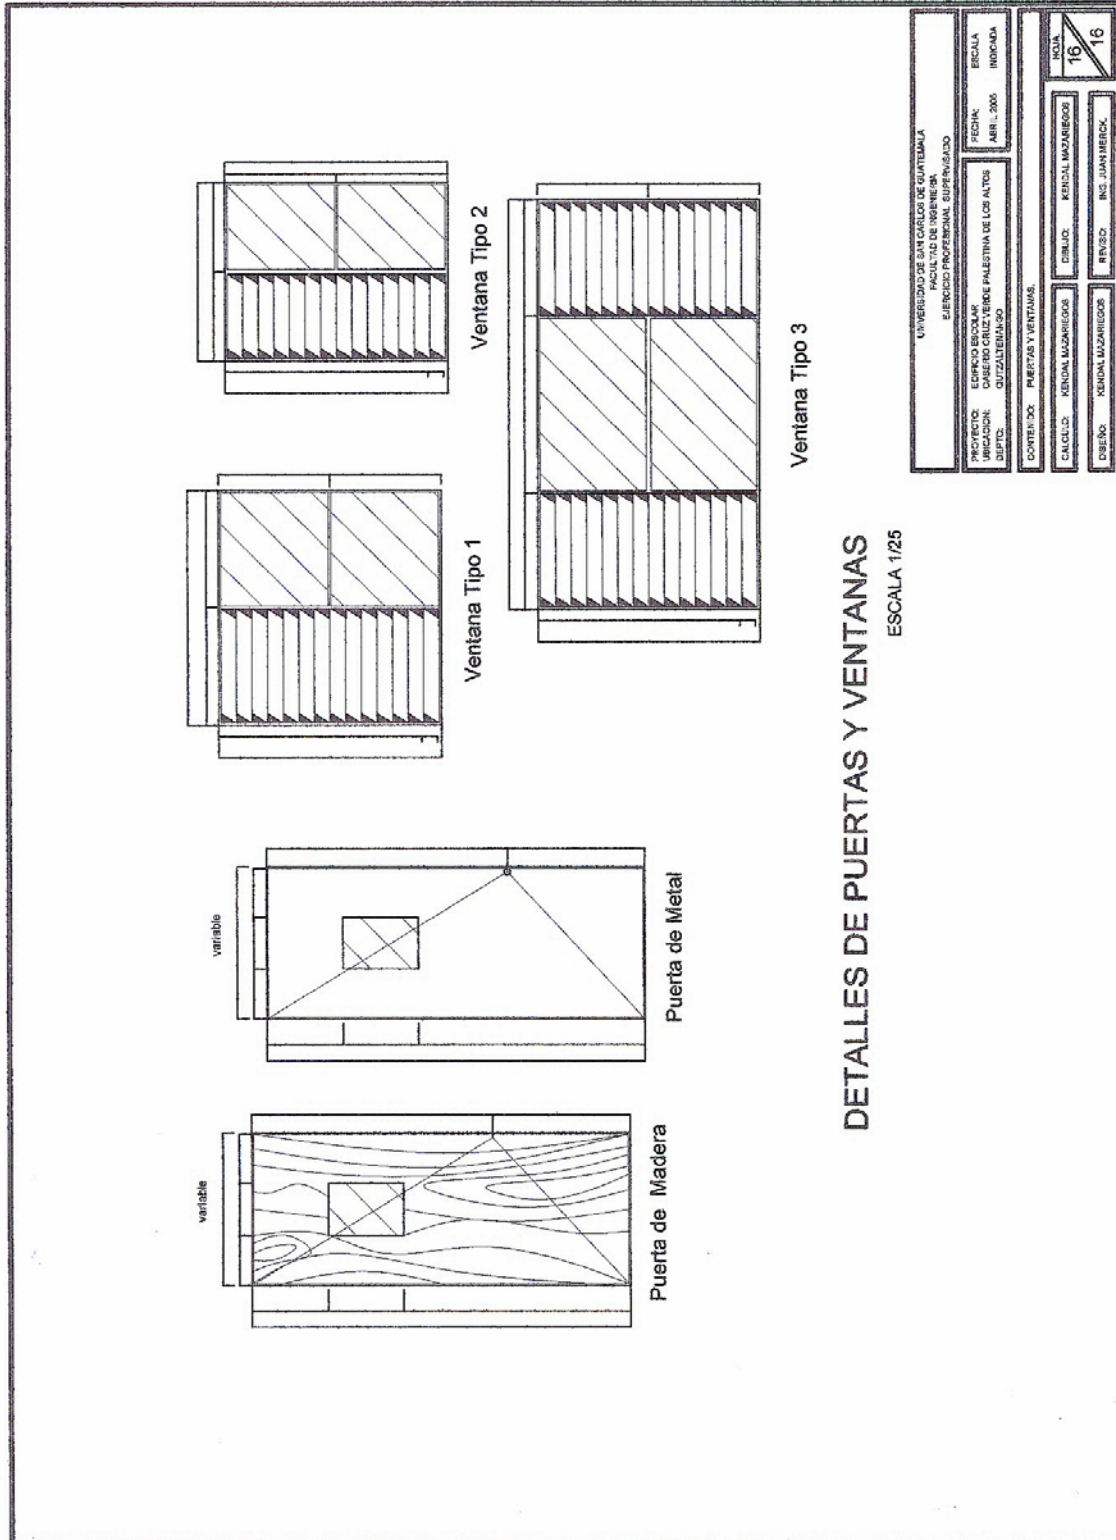 variable
Puerta de Madera
variable
Puerta de Metal
Ventana Tipo 1
Ventana Tipo 2
Ventana Tipo 3
DETALLES DE PUERTAS Y VENTANAS
ESCALA 1/25
UNIVERSIDAD DE SAN CARLOS DE GUATEMALA
FACULTAD DE INGENIERIA
EJERCICIO PROFESIONAL SUPERVISADO
PROYECTO: EDIFICIO ESCOLAR
UBICACION: CASERIO CRUZ VERDE PALESTINA DE LOS ALTOS
DEPTO: QUTZALTENANGO
FECHA: ABRIL 2005
ESCALA INDICADA
CONTENIDO: PUERTAS Y VENTANAS.
CALCULO: KENDAL MAZARIEGOS
DIBUJO: KENDAL MAZARIEGOS
DISEÑO: KENDAL MAZARIEGOS
REVISO: ING. JUAN MERCK.
HOJA
16
16